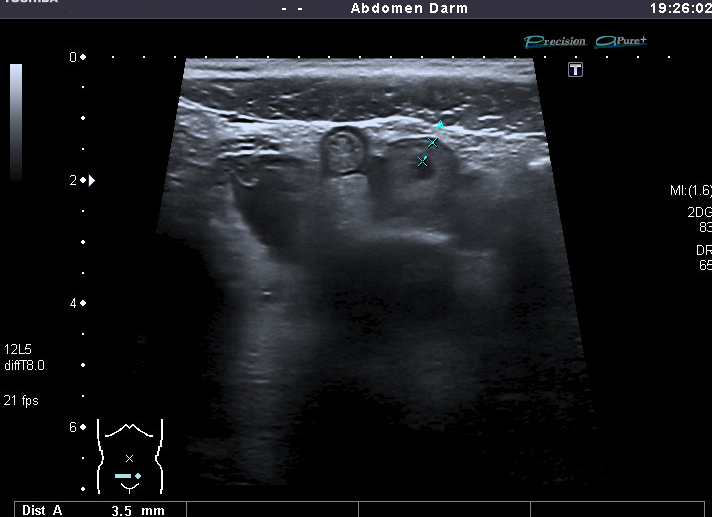 Abdomen Darm
19:26:02
Precision
APure+
T
0
2
4
6
MI:(1.6)
2DG
83
DR
65
12L5
diffT8.0
21 fps
Dist A 3.5 mm